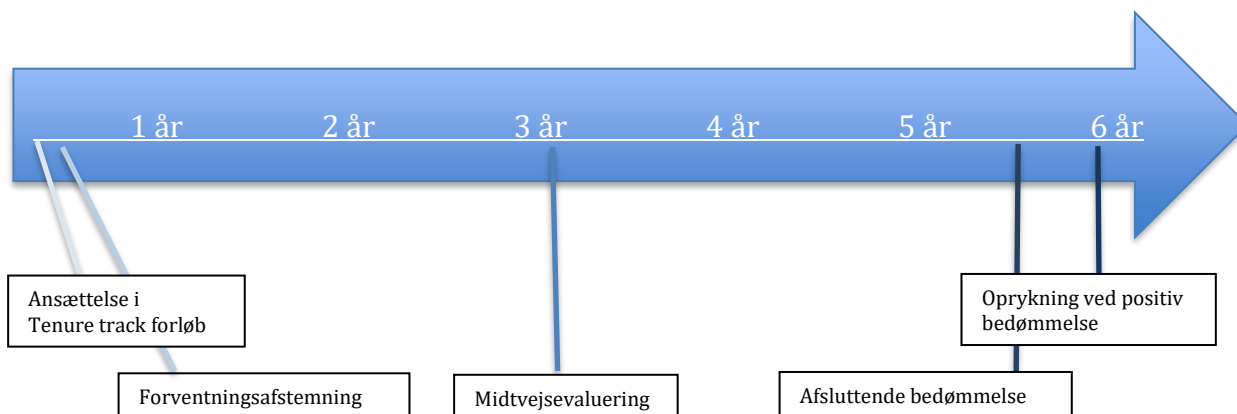 1 år 2 år 3 år 4 år 5 år 6 år
Ansættelse i
Tenure track forløb
Oprykning ved positiv
bedømmelse
Forventningsafstemning
Midtvejsevaluering
Afsluttende bedømmelse